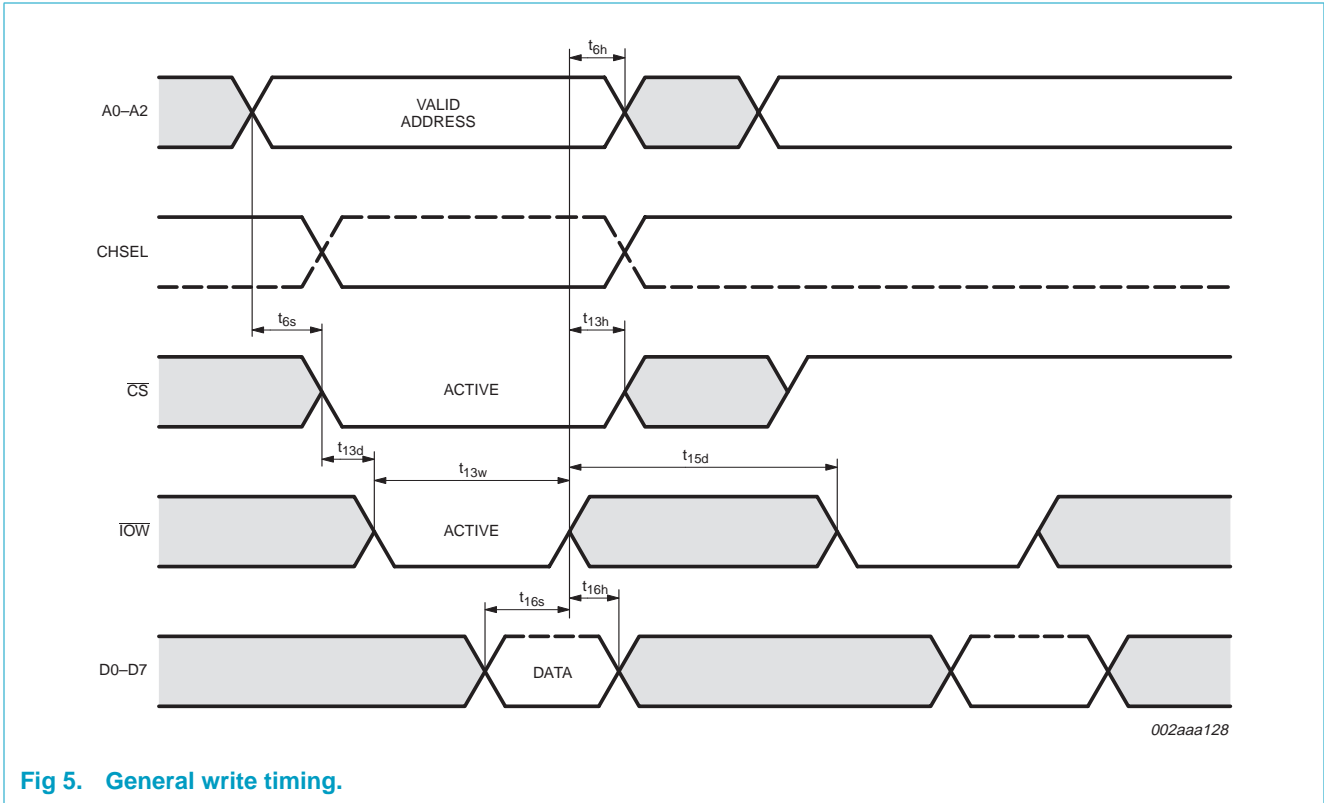 t6h
A0–A2
VALID
ADDRESS
CHSEL
t6s
t13h
CS
ACTIVE
t13d
t13w
t15d
IOW
ACTIVE
t16s
t16h
D0–D7
DATA
002aaa128
Fig 5. General write timing.